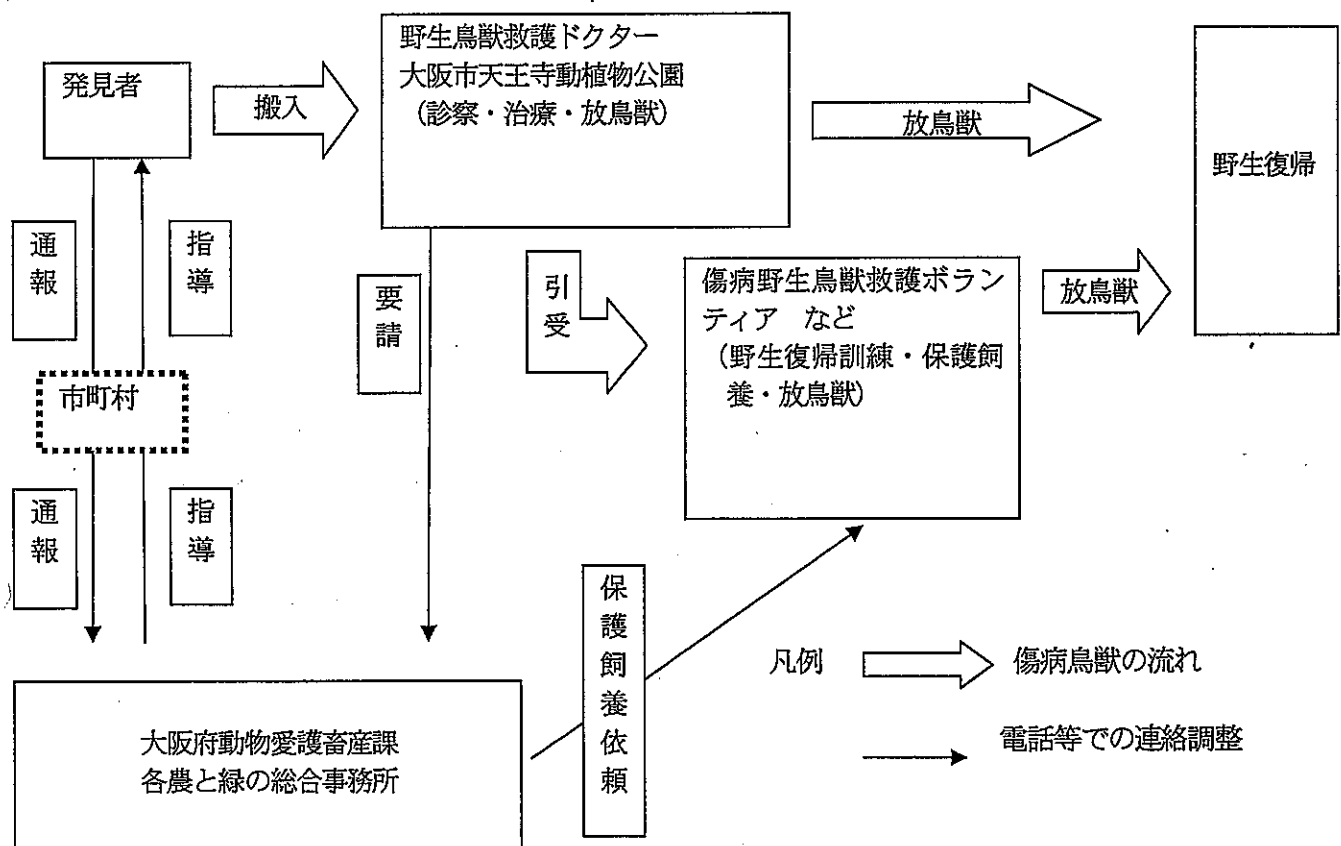 野生鳥獣救護ドクター
大阪市天王寺動植物公園
（診察・治療・放鳥獣）
発見者
搬入
放鳥獣
野生復帰
通報
指導
要請
引受
傷病野生鳥獣救護ボラン
ティア　など
（野生復帰訓練・保護飼
養・放鳥獣）
放鳥獣
市町村
通報
指導
保護飼養依頼
凡例
傷病鳥獣の流れ
電話等での連絡調整
大阪府動物愛護畜産課
各農と緑の総合事務所